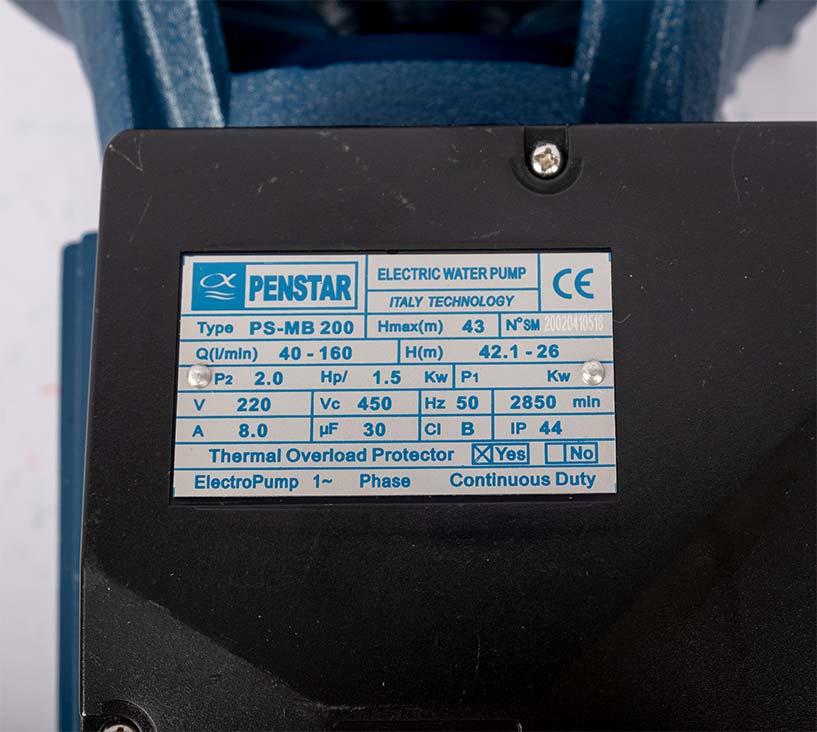 PENSTAR
ELECTRIC WATER PUMP
ITALY TECHNOLOGY
CE
Type PS-MB 200 Hmax(m) 43 N°SM 20020410518
Q(l/min) 40 - 160 H(m) 42.1 - 26
P2 2.0 Hp/ 1.5 Kw P1 Kw
V 220 Vc 450 Hz 50 2850 min
A 8.0 µF 30 Cl B IP 44
Thermal Overload Protector Yes No
ElectroPump 1~ Phase Continuous Duty